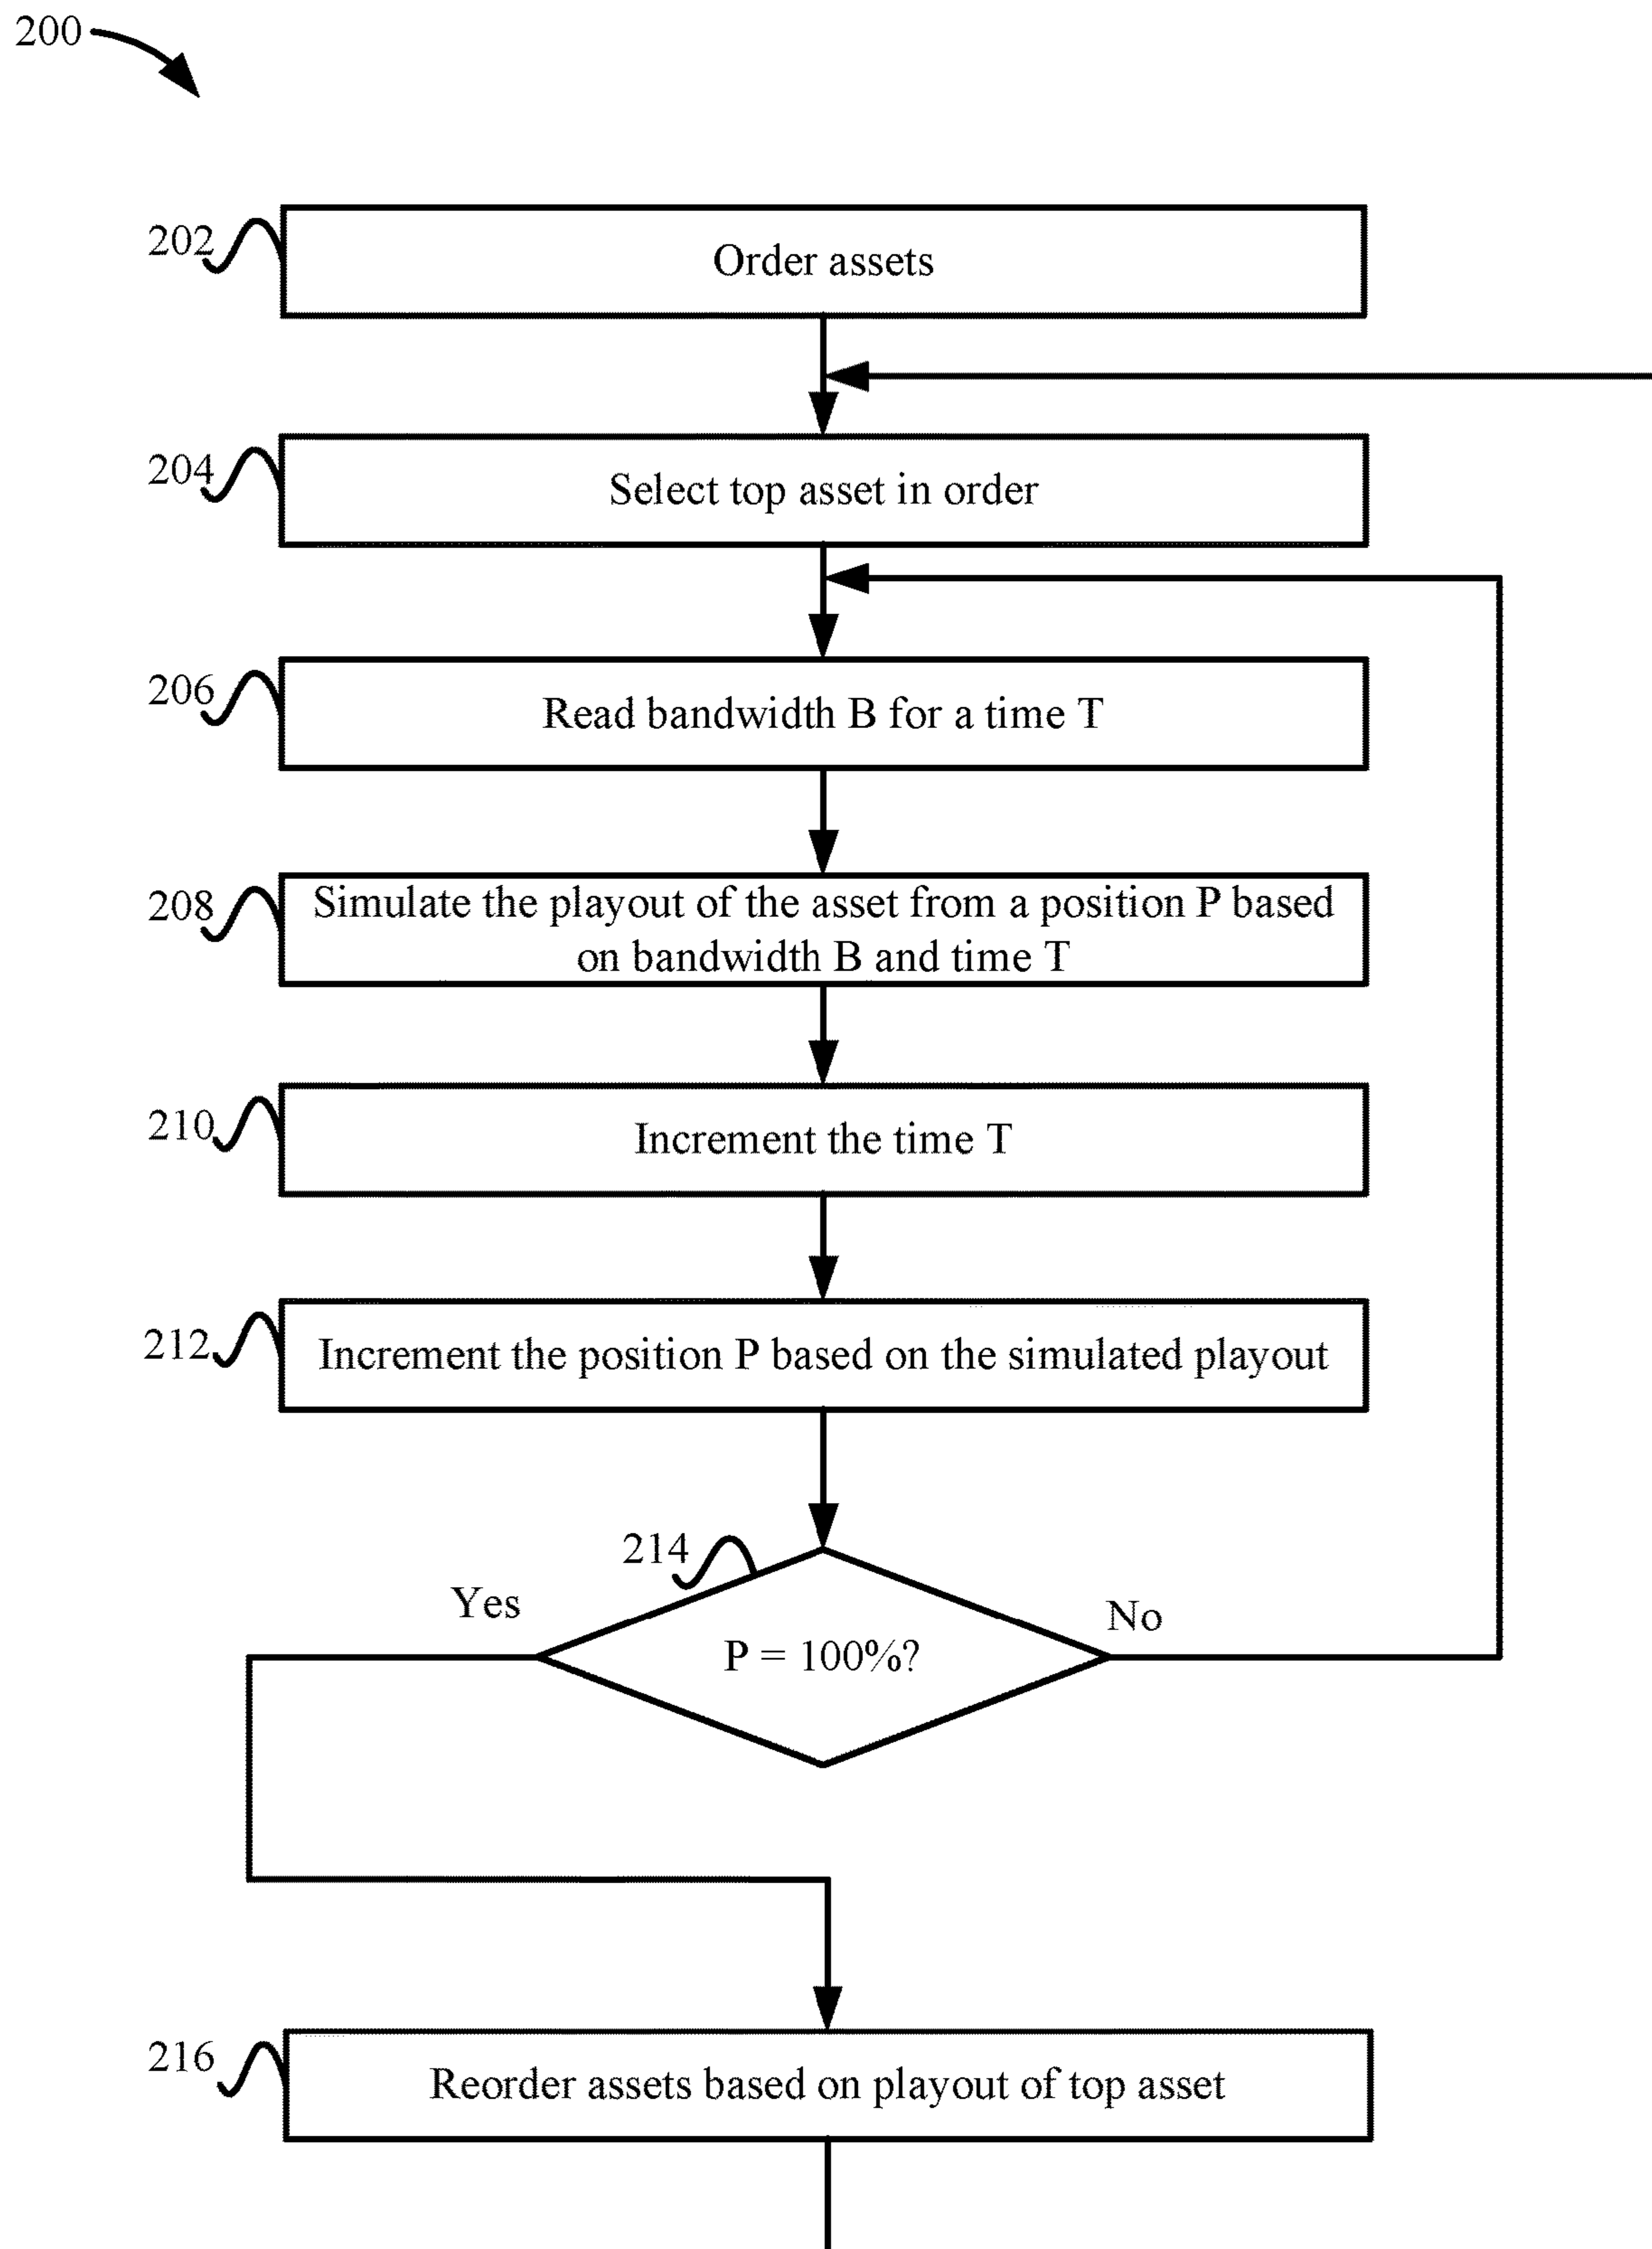 200
202
Order assets
204
Select top asset in order
206
Read bandwidth B for a time T
208
Simulate the playout of the asset from a position P based
on bandwidth B and time T
210
Increment the time T
212
Increment the position P based on the simulated playout
214
Yes
No
P = 100%?
216
Reorder assets based on playout of top asset